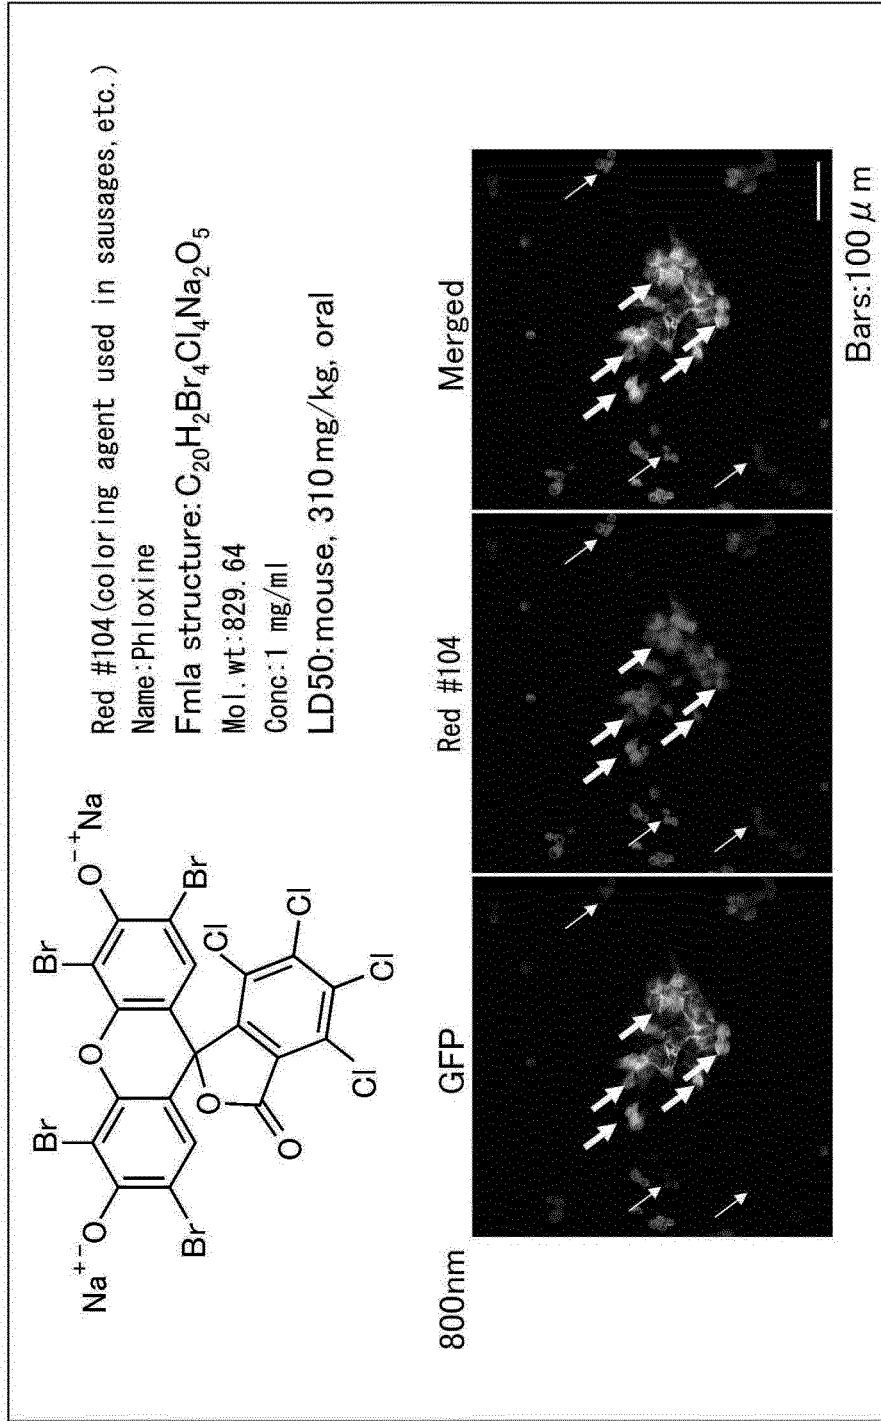 Red #104(coloring agent used in sausages, etc.)
Name:Phloxine
Fmla structure:C₂₀H₂Br₄Cl₄Na₂O₅
Mol.wt:829.64
Conc:1 mg/ml
LD50:mouse, 310mg/kg, oral
Na⁺⁻O
Br
O
Br
O⁻⁺Na
Br
Br
O
O
Cl
Cl
Cl
Cl
800nm
GFP
Red #104
Merged
Bars:100μm